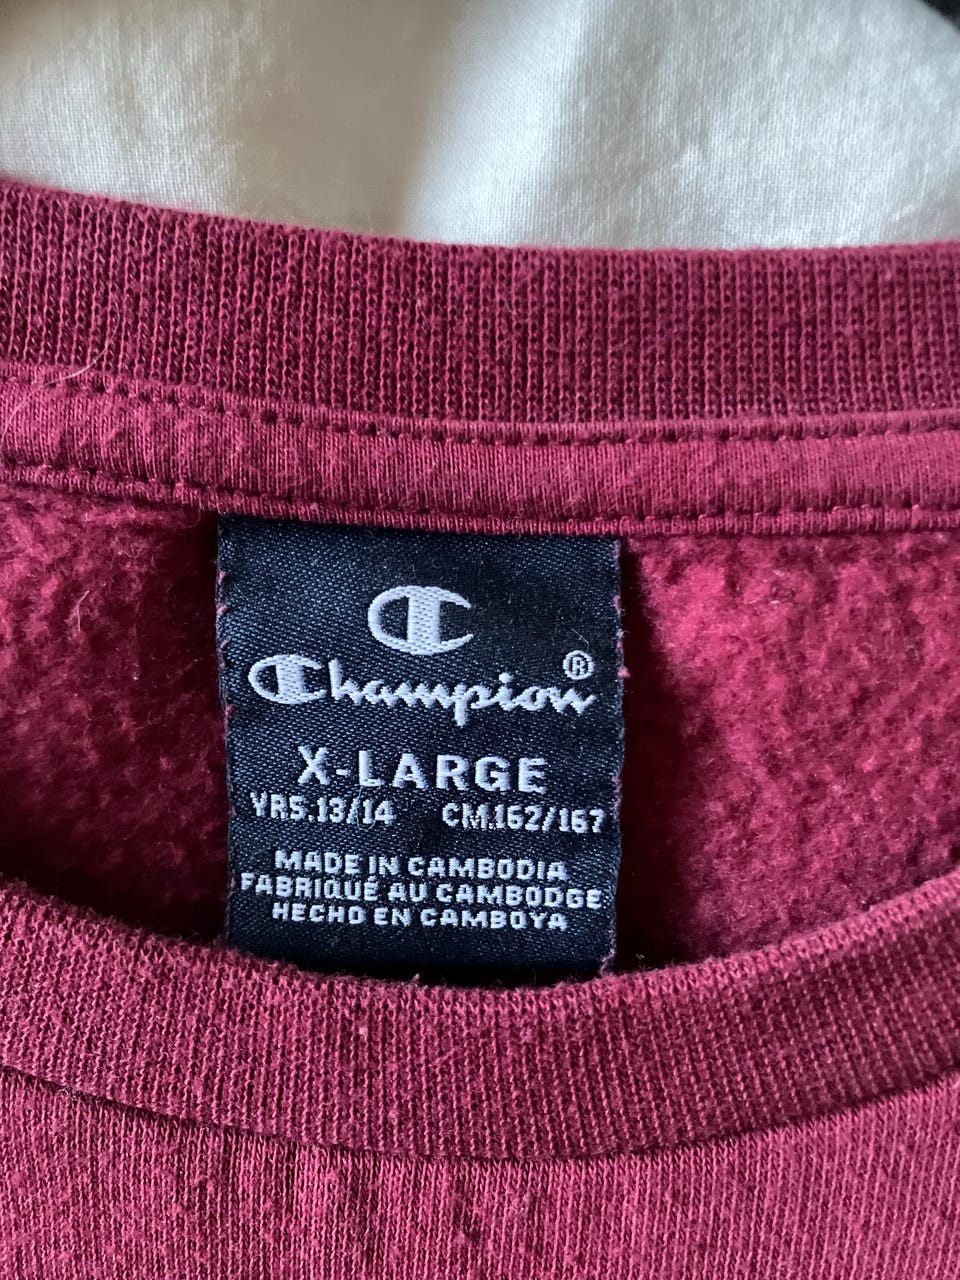 Champion®
X-LARGE
YRS.13/14 CM.162/167
MADE IN CAMBODIA
FABRIQUÉ AU CAMBODGE
HECHO EN CAMBOYA